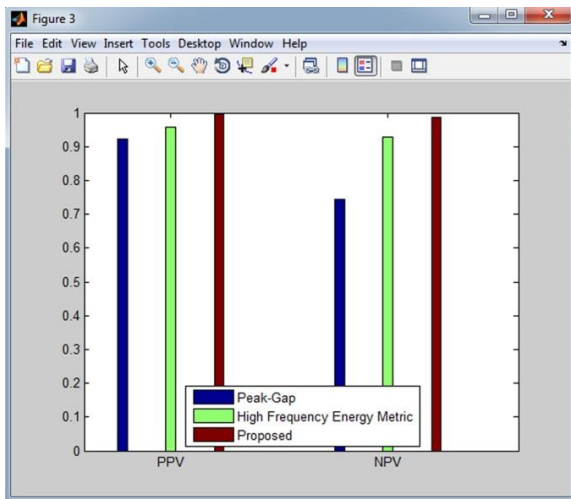 Figure 3
File Edit View Insert Tools Desktop Window Help
1
0.9
0.8
0.7
0.6
0.5
0.4
0.3
0.2
0.1
0
Peak-Gap
High Frequency Energy Metric
Proposed
PPV NPV